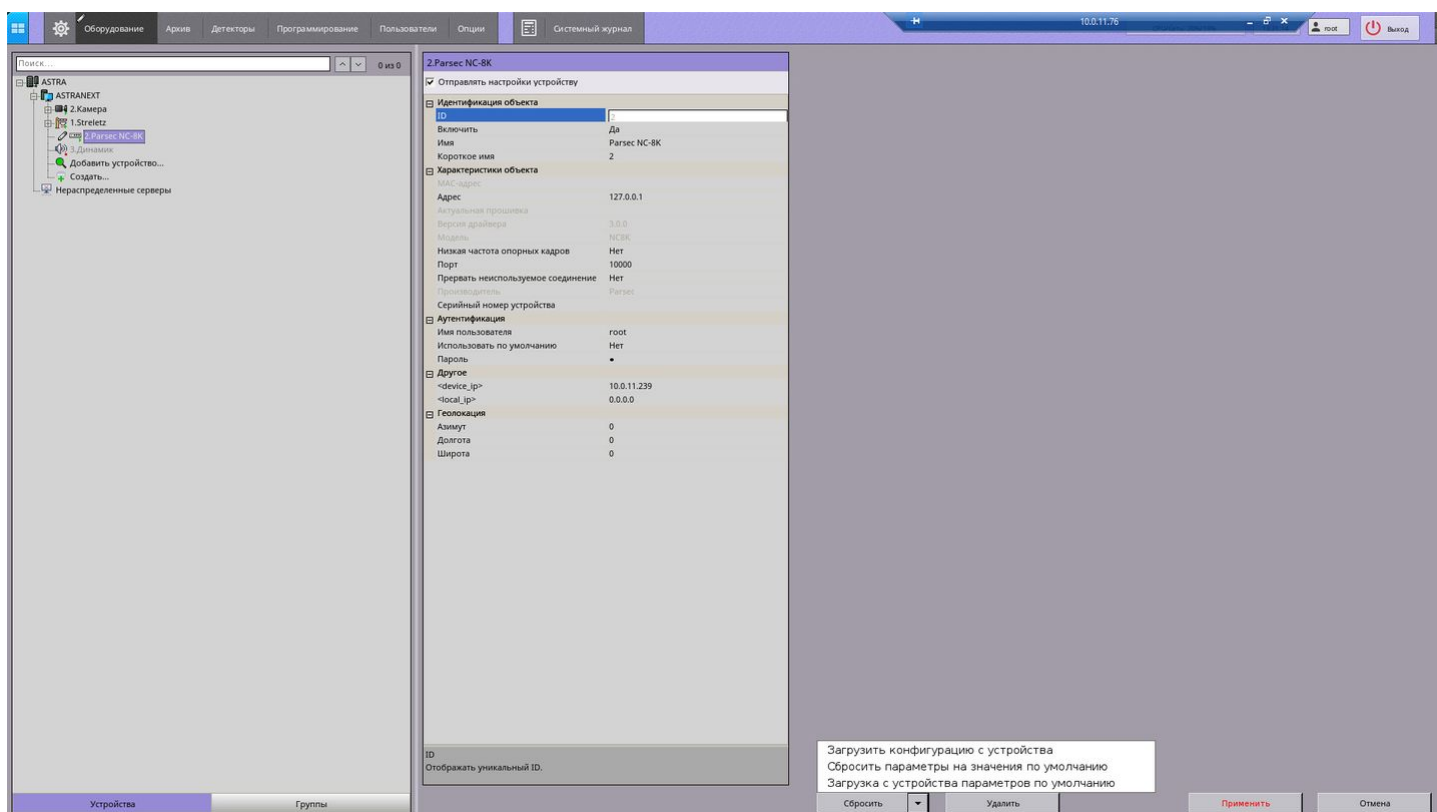 Оборудование Архив Детекторы Программирование Пользователи Опции Системный журнал 10.0.11.76 root Выход
Поиск... 0 из 0
ASTRA
ASTRANEXT
2.Камера
1.Streletz
2.Parsec NC-8K
3.Динамик
Добавить устройство...
Создать...
Нераспределенные серверы
2.Parsec NC-8K
Отправлять настройки устройству
Идентификация объекта
ID 2
Включить Да
Имя Parsec NC-8K
Короткое имя 2
Характеристики объекта
MAC-адрес
Адрес 127.0.0.1
Актуальная прошивка
Версия драйвера 3.0.0
Модель NC8K
Низкая частота опорных кадров Нет
Порт 10000
Прервать неиспользуемое соединение Нет
Производитель Parsec
Серийный номер устройства
Аутентификация
Имя пользователя root
Использовать по умолчанию Нет
Пароль •
Другое
<device_ip> 10.0.11.239
<local_ip> 0.0.0.0
Геолокация
Азимут 0
Долгота 0
Широта 0
ID
Отображать уникальный ID.
Загрузить конфигурацию с устройства
Сбросить параметры на значения по умолчанию
Загрузка с устройства параметров по умолчанию
Устройства Группы Сбросить Удалить Применить Отмена